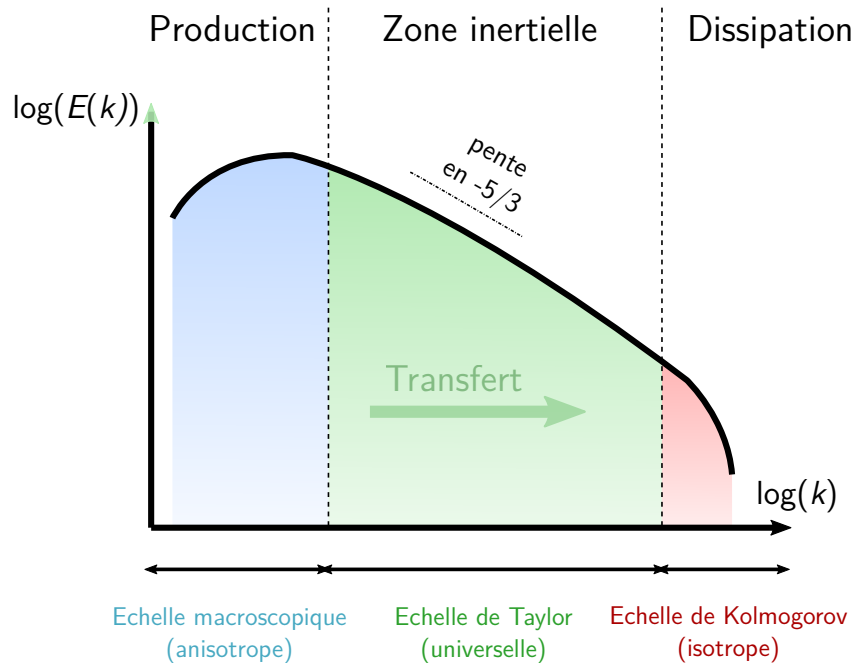 Production
Zone inertielle
Dissipation
log(E(k))
pente
en -5/3
Transfert
log(k)
Echelle macroscopique
(anisotrope)
Echelle de Taylor
(universelle)
Echelle de Kolmogorov
(isotrope)